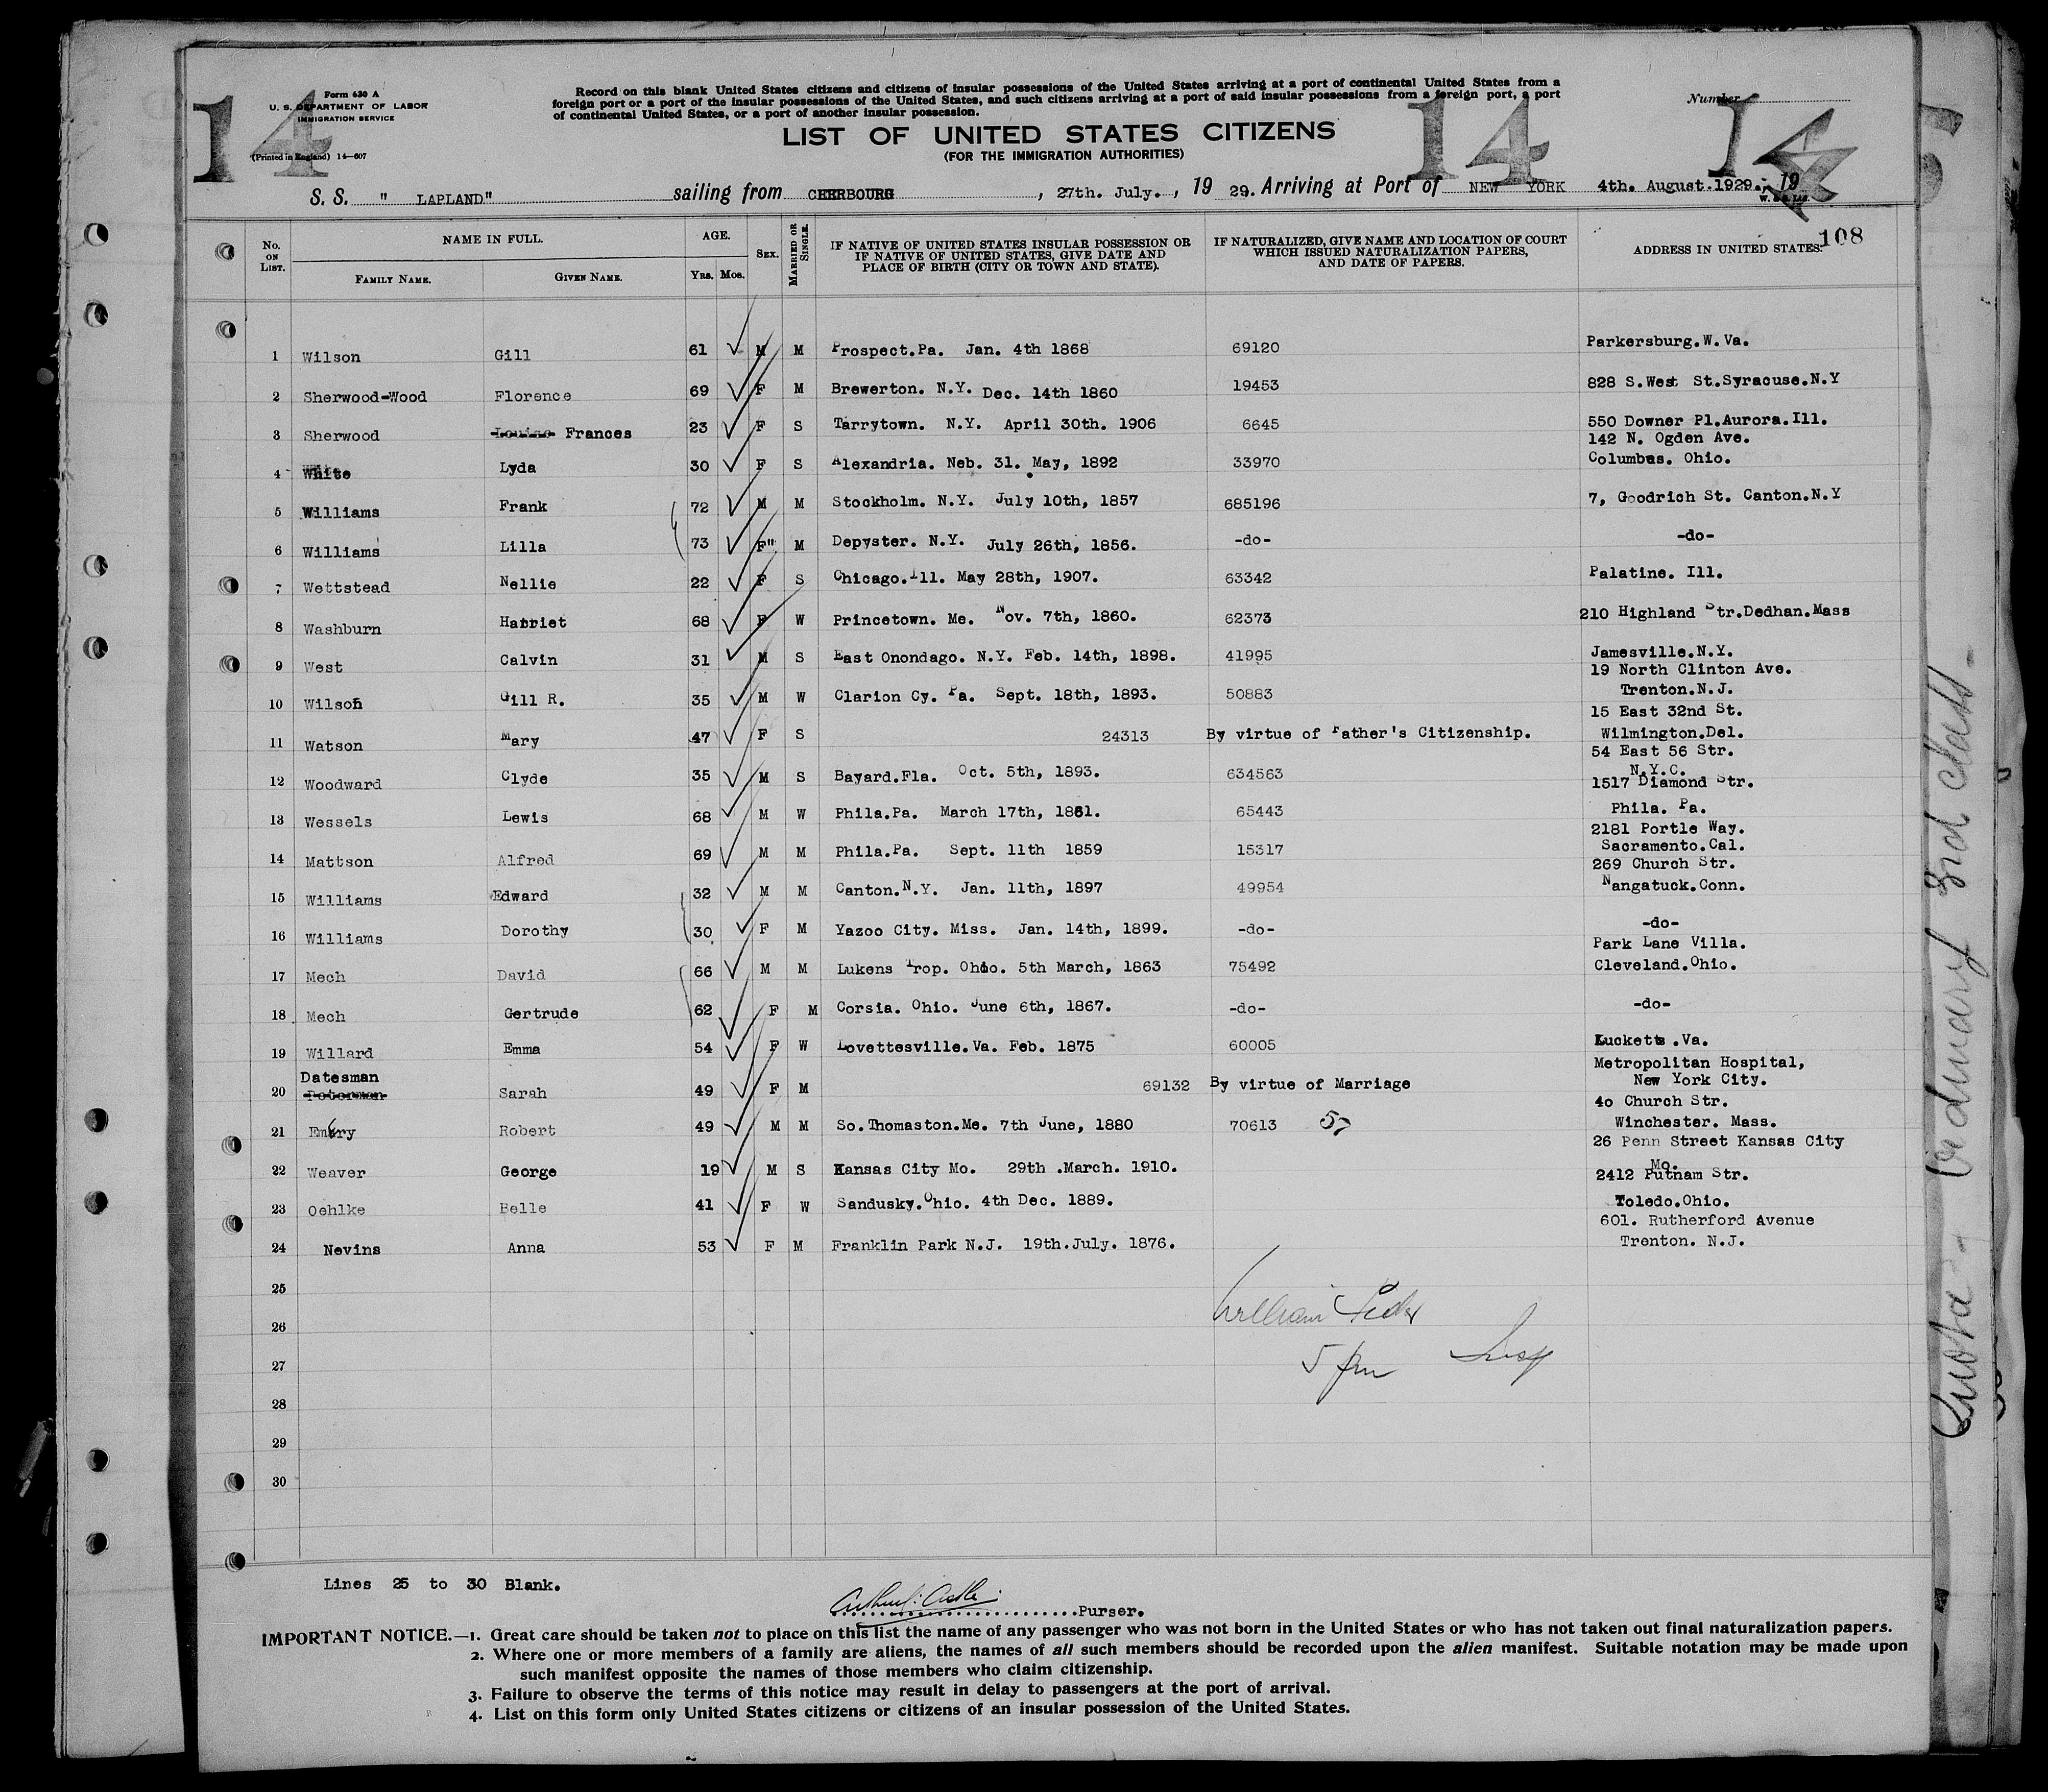 14
Form 630 A
U. S. DEPARTMENT OF LABOR
IMMIGRATION SERVICE
(Printed in England) 14—607
Record on this blank United States citizens and citizens of insular possessions of the United States arriving at a port of continental United States from a
foreign port or a port of the insular possessions of the United States, and such citizens arriving at a port of said insular possessions from a foreign port, a port
of continental United States, or a port of another insular possession.
LIST OF UNITED STATES CITIZENS
(FOR THE IMMIGRATION AUTHORITIES)
14
Number
14
S. S. " LAPLAND" sailing from CHERBOURG, 27th. July., 19 29. Arriving at Port of NEW YORK 4th. August.1929., 19
108
No. ON LIST. NAME IN FULL. FAMILY NAME. GIVEN NAME. AGE. YRS. MOS. SEX. MARRIED OR SINGLE. IF NATIVE OF UNITED STATES INSULAR POSSESSION OR IF NATIVE OF UNITED STATES, GIVE DATE AND PLACE OF BIRTH (CITY OR TOWN AND STATE). IF NATURALIZED, GIVE NAME AND LOCATION OF COURT WHICH ISSUED NATURALIZATION PAPERS, AND DATE OF PAPERS. ADDRESS IN UNITED STATES.
1 Wilson Gill 61 M M Prospect.Pa. Jan. 4th 1868 69120 Parkersburg.W.Va.
2 Sherwood-Wood Florence 69 F M Brewerton. N.Y. Dec. 14th 1860 19453 828 S.West St.Syracuse.N.Y
3 Sherwood Louise Frances 23 F S Tarrytown. N.Y. April 30th. 1906 6645 550 Downer Pl.Aurora.Ill.
142 N. Ogden Ave.
4 White Lyda 30 F S Alexandria. Neb. 31. May, 1892 33970 Columbus. Ohio.
5 Williams Frank 72 M M Stockholm. N.Y. July 10th, 1857 685196 7, Goodrich St. Canton.N.Y
6 Williams Lilla 73 F" M Depyster. N.Y. July 26th, 1856. -do- -do-
7 Wettstead Nellie 22 F S Chicago.Ill. May 28th, 1907. 63342 Palatine. Ill.
8 Washburn Harriet 68 F W Princetown. Me. Nov. 7th, 1860. 62373 210 Highland Str.Dedhan.Mass
9 West Calvin 31 M S East Onondago. N.Y. Feb. 14th, 1898. 41995 Jamesville.N.Y.
19 North Clinton Ave.
10 Wilson Gill R. 35 M W Clarion Cy. Pa. Sept. 18th, 1893. 50883 Trenton.N.J.
15 East 32nd St.
11 Watson Mary 47 F S 24313 By virtue of Father's Citizenship. Wilmington.Del.
54 East 56 Str.
12 Woodward Clyde 35 M S Bayard.Fla. Oct. 5th, 1893. 634563 N.Y.C.
1517 Diamond Str.
13 Wessels Lewis 68 M W Phila.Pa. March 17th, 1861. 65443 Phila. Pa.
2181 Portle Way.
14 Mattson Alfred 69 M M Phila.Pa. Sept. 11th 1859 15317 Sacramento.Cal.
269 Church Str.
15 Williams Edward 32 M M Canton.N.Y. Jan. 11th, 1897 49954 Nangatuck.Conn.
16 Williams Dorothy 30 F M Yazoo City. Miss. Jan. 14th, 1899. -do- -do-
Park Lane Villa.
17 Mech David 66 M M Lukens Trop. Ohio. 5th March, 1863 75492 Cleveland.Ohio.
18 Mech Gertrude 62 F M Corsia. Ohio. June 6th, 1867. -do- -do-
19 Willard Emma 54 F W Lovettesville.Va. Feb. 1875 60005 Lucketts.Va.
Metropolitan Hospital,
20 Datesman Peterman Sarah 49 F M 69132 By virtue of Marriage New York City.
40 Church Str.
21 Emery Robert 49 M M So.Thomaston.Me. 7th June, 1880 70613 Winchester. Mass.
26 Penn Street Kansas City
22 Weaver George 19 M S Kansas City Mo. 29th .March. 1910. Mo.
2412 Putnam Str.
23 Oehlke Belle 41 F W Sandusky.Ohio. 4th Dec. 1889. Toledo.Ohio.
601. Rutherford Avenue
24 Nevins Anna 53 F M Franklin Park N.J. 19th.July. 1876. Trenton. N.J.
25
26
27
28
29
30
Lines 25 to 30 Blank.
Purser.
IMPORTANT NOTICE.—1. Great care should be taken not to place on this list the name of any passenger who was not born in the United States or who has not taken out final naturalization papers.
2. Where one or more members of a family are aliens, the names of all such members should be recorded upon the alien manifest. Suitable notation may be made upon
such manifest opposite the names of those members who claim citizenship.
3. Failure to observe the terms of this notice may result in delay to passengers at the port of arrival.
4. List on this form only United States citizens or citizens of an insular possession of the United States.